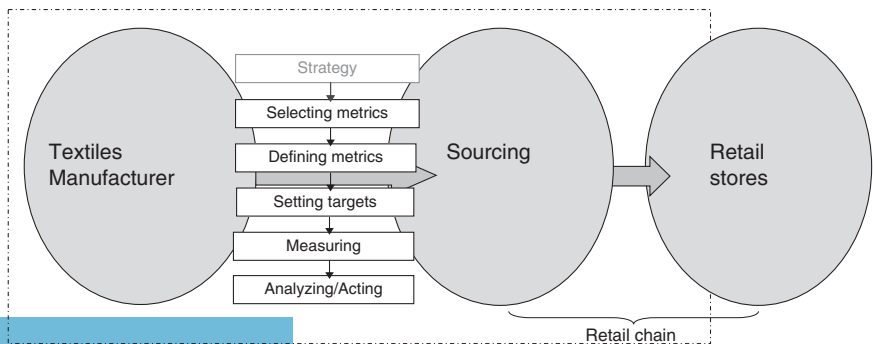 Strategy
Selecting metrics
Textiles
Manufacturer
Defining metrics
Setting targets
Measuring
Analyzing/Acting
Sourcing
Retail
stores
Retail chain